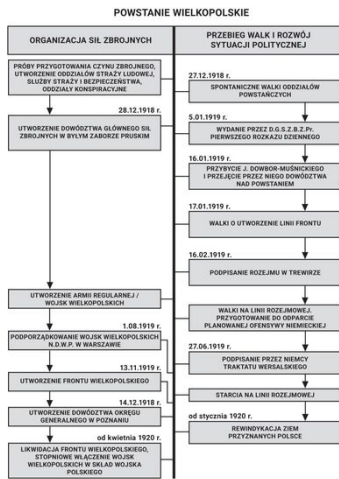 POWSTANIE WIELKOPOLSKIE
ORGANIZACJA SIŁ ZBROJNYCH
PRÓBY PRZYGOTOWANIA CZYNU ZBROJNEGO,
UTWORZENIE ODDZIAŁÓW STRAŻY LUDOWEJ,
SŁUŻBY STRAŻY I BEZPIECZEŃSTWA,
ODDZIAŁY KONSPIRACYJNE
28.12.1918 r.
UTWORZENIE DOWÓDZTWA GŁÓWNEGO SIŁ
ZBROJNYCH W BYŁYM ZABORZE PRUSKIM
UTWORZENIE ARMII REGULARNEJ /
WOJSK WIELKOPOLSKICH
1.08.1919 r.
PODPORZĄDKOWANIE WOJSK WIELKOPOLSKICH
N.D.W.P. W WARSZAWIE
13.11.1919 r.
UTWORZENIE FRONTU WIELKOPOLSKIEGO
14.12.1918 r.
UTWORZENIE DOWÓDZTWA OKRĘGU
GENERALNEGO W POZNANIU
od kwietnia 1920 r.
LIKWIDACJA FRONTU WIELKOPOLSKIEGO,
STOPNIOWE WŁĄCZENIE WOJSK
WIELKOPOLSKICH W SKŁAD WOJSKA
POLSKIEGO
PRZEBIEG WALK I ROZWÓJ
SYTUACJI POLITYCZNEJ
27.12.1918 r.
SPONTANICZNE WALKI ODDZIAŁÓW
POWSTAŃCZYCH
5.01.1919 r.
WYDANIE PRZEZ D.G.S.Z.B.Z.Pr.
PIERWSZEGO ROZKAZU DZIENNEGO
16.01.1919 r.
PRZYBYCIE J. DOWBOR-MUŚNICKIEGO
I PRZEJĘCIE PRZEZ NIEGO DOWÓDZTWA
NAD POWSTANIEM
17.01.1919 r.
WALKI O UTWORZENIE LINII FRONTU
16.02.1919 r.
PODPISANIE ROZEJMU W TREWIRZE
WALKI NA LINII ROZEJMOWEJ.
PRZYGOTOWANIE DO ODPARCIE
PLANOWANEJ OFENSYWY NIEMIECKIEJ
27.06.1919 r.
PODPISANIE PRZEZ NIEMCY
TRAKTATU WERSALSKIEGO
STARCIA NA LINII ROZEJMOWEJ
od stycznia 1920 r.
REWINDYKACJA ZIEM
PRZYZNANYCH POLSCE